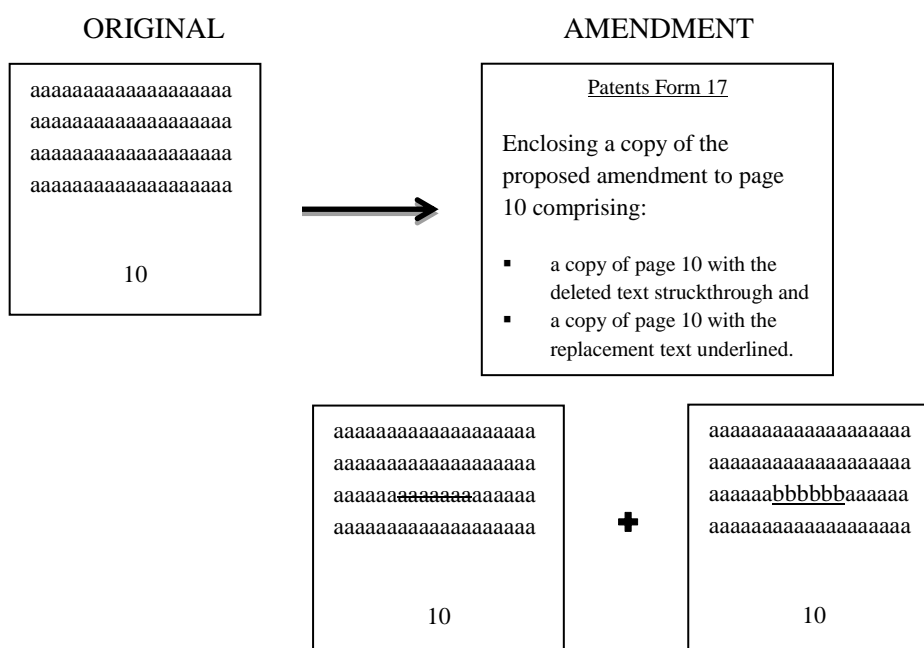 ORIGINAL
AMENDMENT
aaaaaaaaaaaaaaaaaaa
aaaaaaaaaaaaaaaaaaa
aaaaaaaaaaaaaaaaaaa
aaaaaaaaaaaaaaaaaaa
10
Patents Form 17
Enclosing a copy of the
proposed amendment to page
10 comprising:
▪ a copy of page 10 with the
deleted text struckthrough and
▪ a copy of page 10 with the
replacement text underlined.
aaaaaaaaaaaaaaaaaaa
aaaaaaaaaaaaaaaaaaa
aaaaaaaaaaaaaaaaaaa
aaaaaaaaaaaaaaaaaaa
10
aaaaaaaaaaaaaaaaaaa
aaaaaaaaaaaaaaaaaaa
aaaaaabbbbbbaaaaaa
aaaaaaaaaaaaaaaaaaa
10